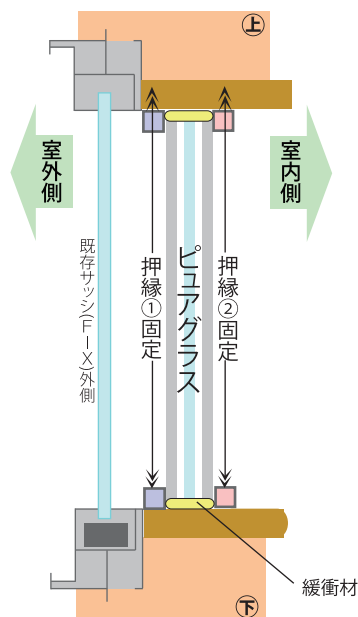 上
室外側
室内側
既存サッシ(FIX)外側
押縁①固定
ピュアグラス
押縁②固定
緩衝材
下